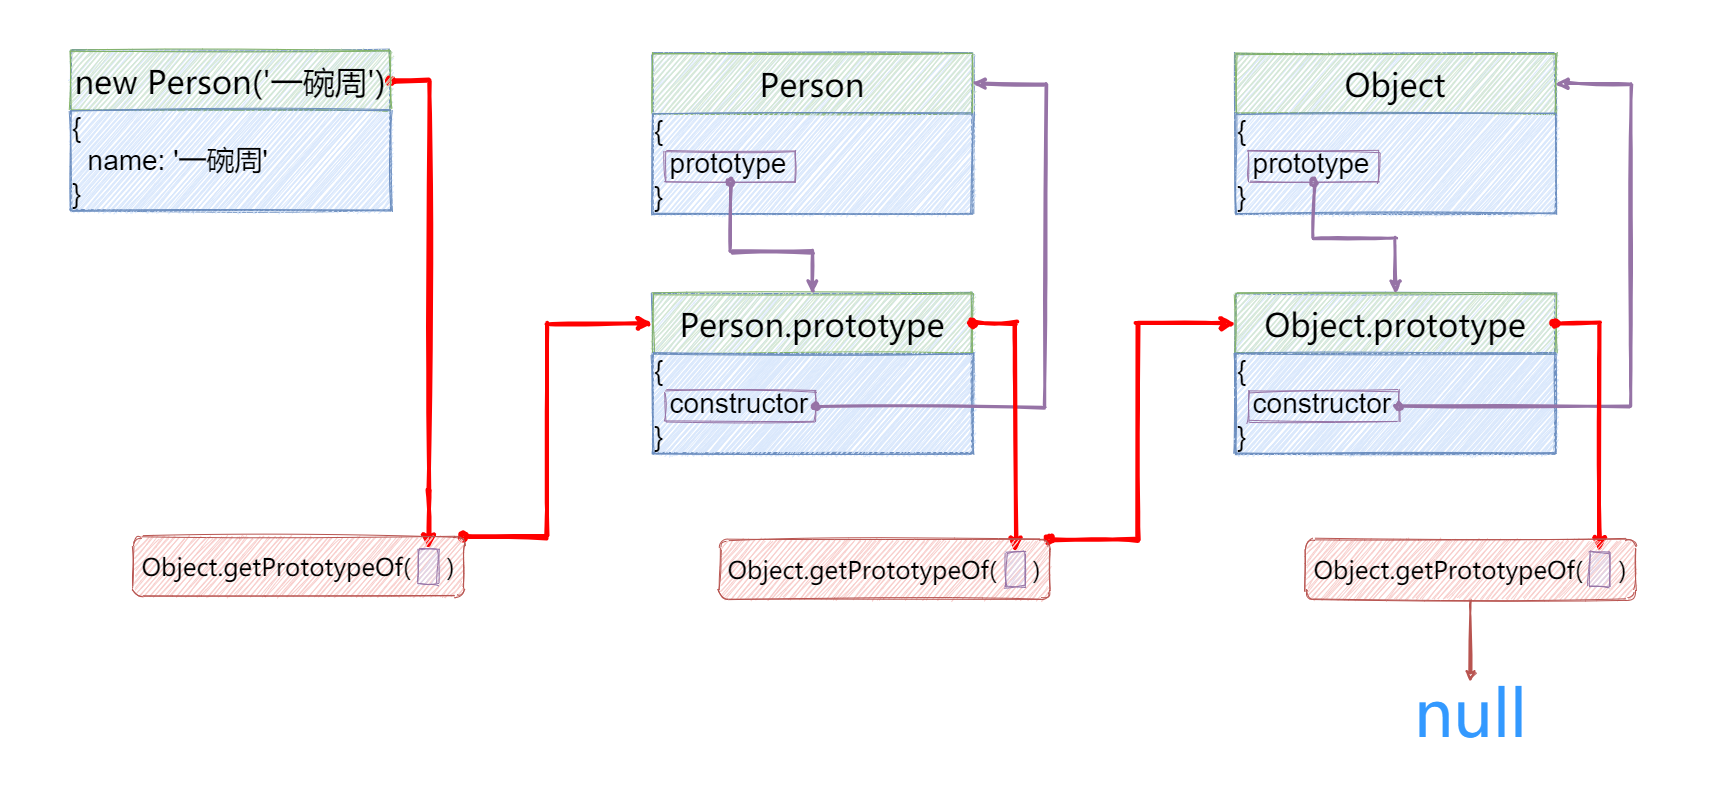 new Person('一碗周')
{
name: '一碗周'
}
Person
{
prototype
}
Object
{
prototype
}
Person.prototype
{
constructor
}
Object.prototype
{
constructor
}
Object.getPrototypeOf( )
Object.getPrototypeOf( )
Object.getPrototypeOf( )
null